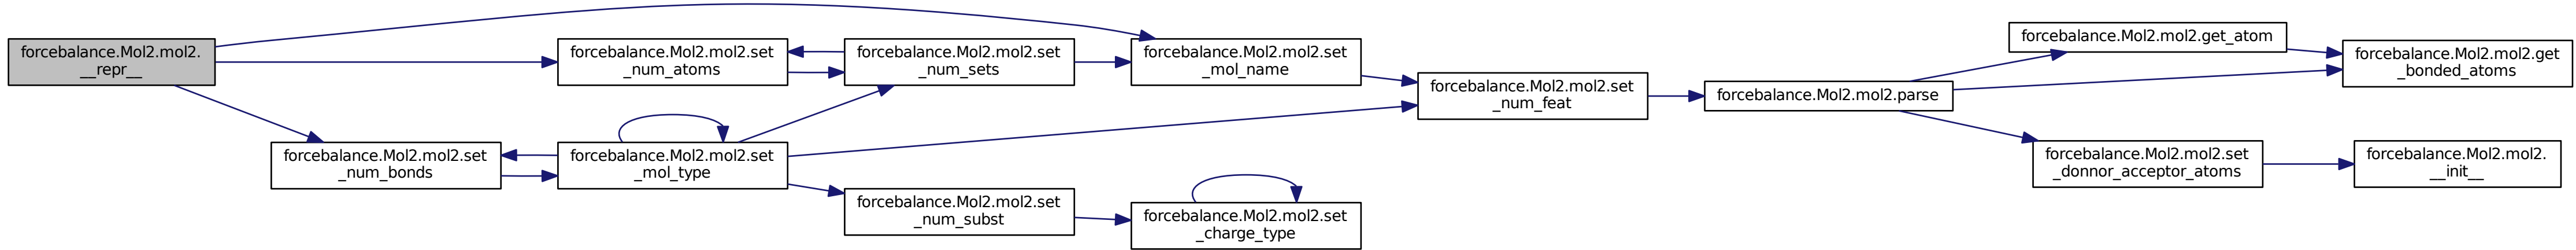 forcebalance.Mol2.mol2.
__repr__
forcebalance.Mol2.mol2.set
_num_atoms
forcebalance.Mol2.mol2.set
_num_bonds
forcebalance.Mol2.mol2.set
_mol_type
forcebalance.Mol2.mol2.set
_num_sets
forcebalance.Mol2.mol2.set
_num_subst
forcebalance.Mol2.mol2.set
_mol_name
forcebalance.Mol2.mol2.set
_charge_type
forcebalance.Mol2.mol2.set
_num_feat
forcebalance.Mol2.mol2.parse
forcebalance.Mol2.mol2.get_atom
forcebalance.Mol2.mol2.set
_donnor_acceptor_atoms
forcebalance.Mol2.mol2.get
_bonded_atoms
forcebalance.Mol2.mol2.
__init__